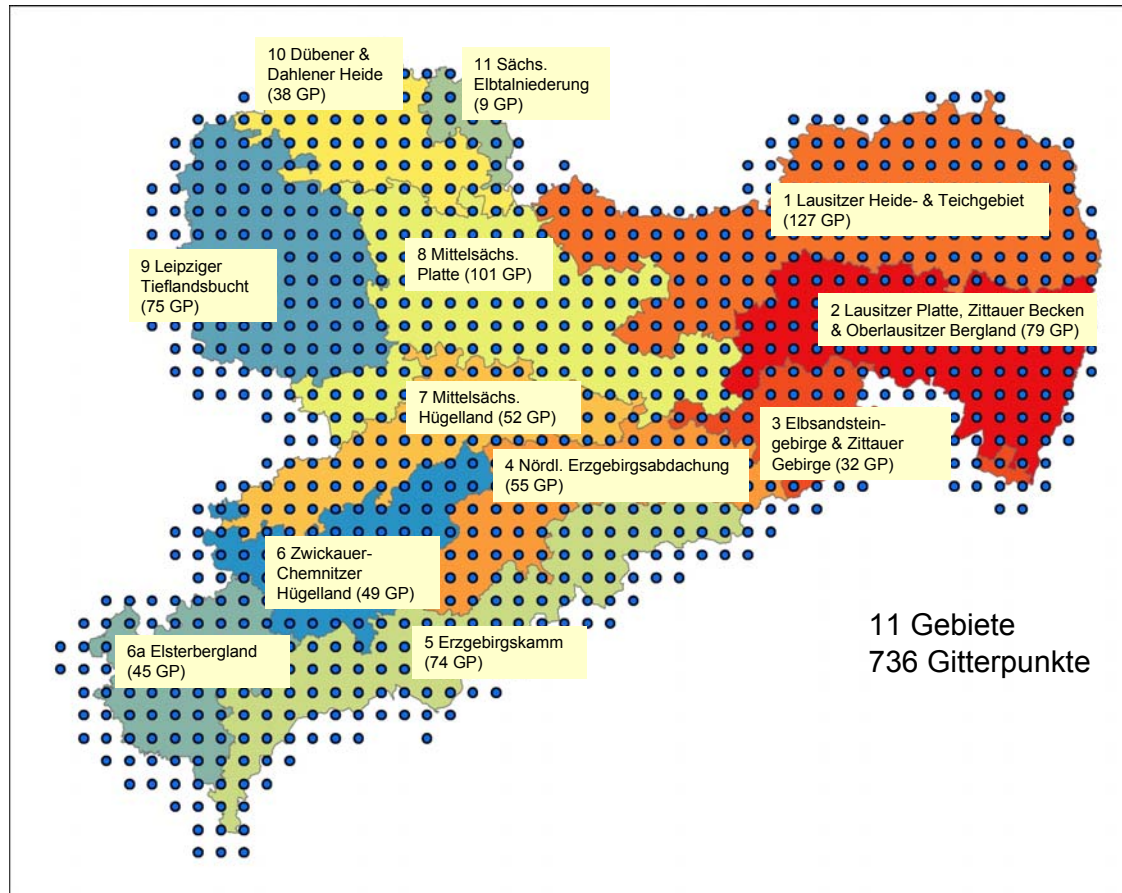 10 Dübener &
Dahlener Heide
(38 GP)
11 Sächs.
Elbtalniederung
(9 GP)
1 Lausitzer Heide- & Teichgebiet
(127 GP)
8 Mittelsächs.
Platte (101 GP)
9 Leipziger
Tieflandsbucht
(75 GP)
2 Lausitzer Platte, Zittauer Becken
& Oberlausitzer Bergland (79 GP)
7 Mittelsächs.
Hügelland (52 GP)
3 Elbsandstein-
gebirge & Zittauer
Gebirge (32 GP)
4 Nördl. Erzgebirgsabdachung
(55 GP)
6 Zwickauer-
Chemnitzer
Hügelland (49 GP)
6a Elsterbergland
(45 GP)
5 Erzgebirgskamm
(74 GP)
11 Gebiete
736 Gitterpunkte